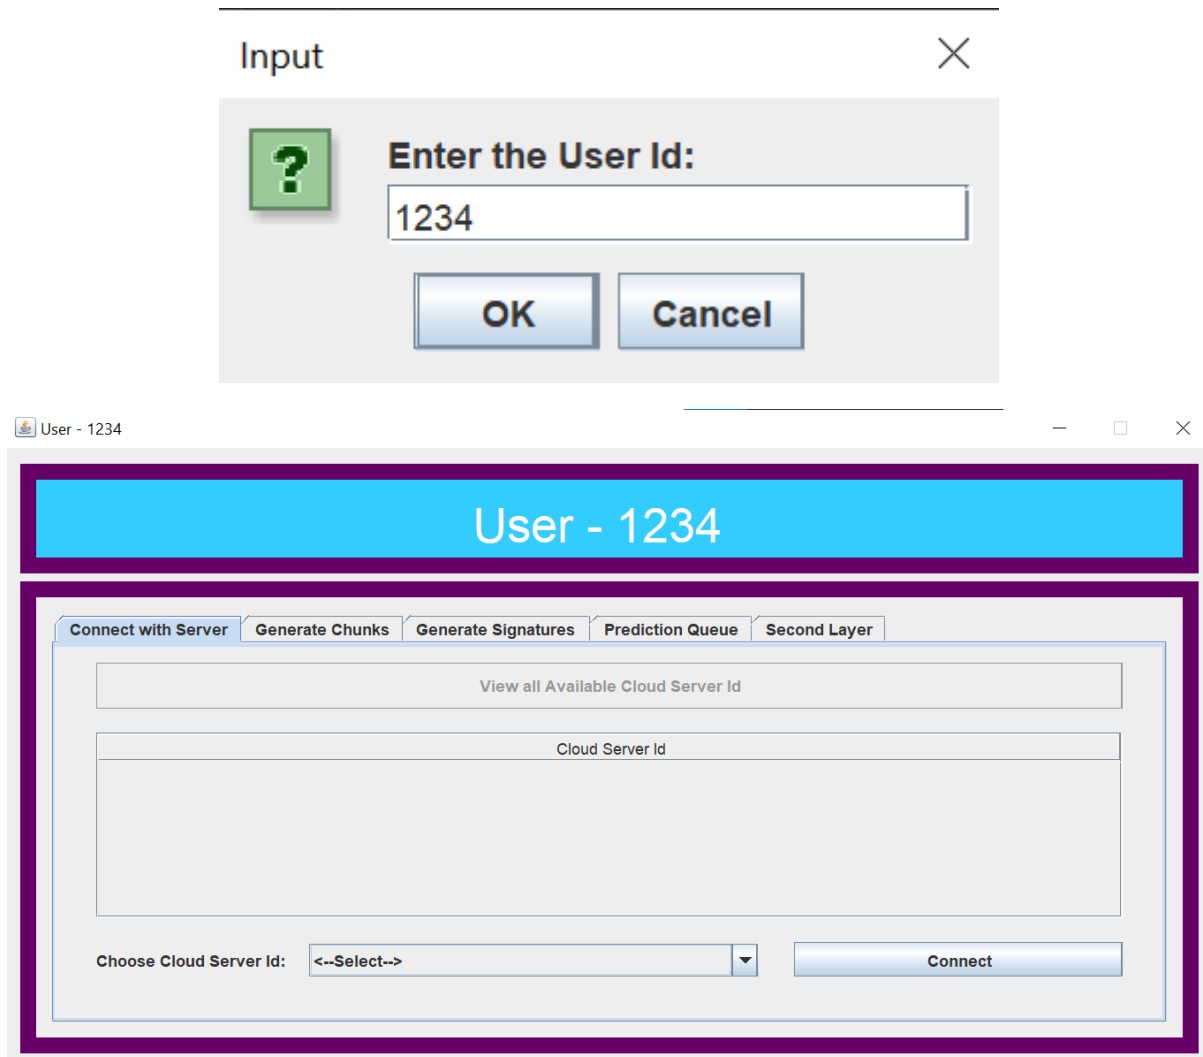 Input
?
Enter the User Id:
1234
OK Cancel
User - 1234
User - 1234
Connect with Server Generate Chunks Generate Signatures Prediction Queue Second Layer
View all Available Cloud Server Id
Cloud Server Id
Choose Cloud Server Id: <--Select--> Connect